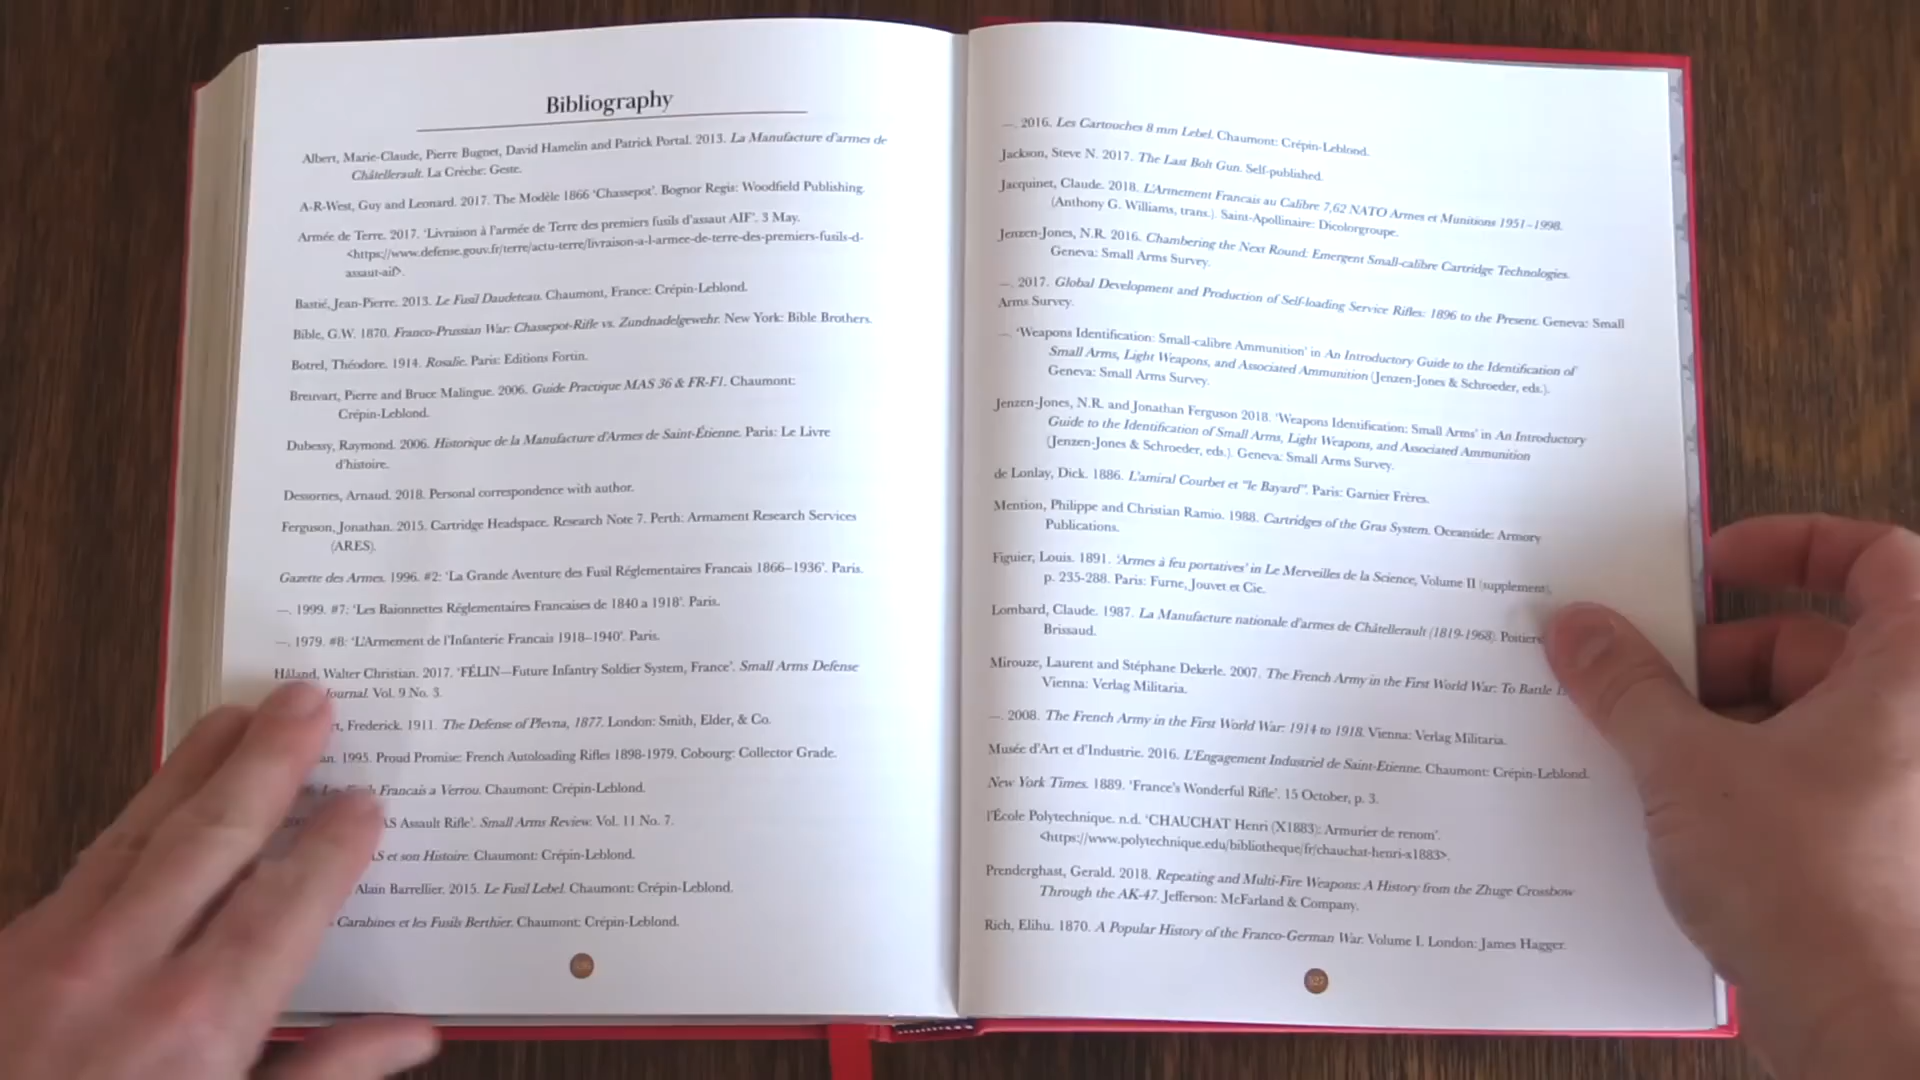 Bibliography
Albert, Marie-Claude, Pierre Bugnet, David Hamelin and Patrick Portal. 2013. La Manufacture d'armes de
Châtellerault. La Crèche: Geste.
A-R-West, Guy and Leonard. 2017. The Modèle 1866 'Chassepot'. Bognor Regis: Woodfield Publishing.
Armée de Terre. 2017. 'Livraison à l'armée de Terre des premiers fusils d'assaut AIF'. 3 May.
<https://www.defense.gouv.fr/terre/actu-terre/livraison-a-l-armee-de-terre-des-premiers-fusils-d-
assaut-aif>.
Bastié, Jean-Pierre. 2013. Le Fusil Daudeteau. Chaumont, France: Crépin-Leblond.
Bible, G.W. 1870. Franco-Prussian War: Chassepot-Rifle vs. Zundnadelgewehr. New York: Bible Brothers.
Botrel, Théodore. 1914. Rosalie. Paris: Editions Fortin.
Breuvart, Pierre and Bruce Malingue. 2006. Guide Practique MAS 36 & FR-F1. Chaumont:
Crépin-Leblond.
Dubessy, Raymond. 2006. Historique de la Manufacture d'Armes de Saint-Étienne. Paris: Le Livre
d'histoire.
Dessornes, Arnaud. 2018. Personal correspondence with author.
Ferguson, Jonathan. 2015. Cartridge Headspace. Research Note 7. Perth: Armament Research Services
(ARES).
Gazette des Armes. 1996. #2: 'La Grande Aventure des Fusil Réglementaires Francais 1866–1936'. Paris.
—. 1999. #7: 'Les Baionnettes Réglementaires Francaises de 1840 a 1918'. Paris.
—. 1979. #8: 'L'Armement de l'Infanterie Francais 1918–1940'. Paris.
Håland, Walter Christian. 2017. 'FÉLIN—Future Infantry Soldier System, France'. Small Arms Defense
Journal. Vol. 9 No. 3.
Frederick. 1911. The Defense of Plevna, 1877. London: Smith, Elder, & Co.
1995. Proud Promise: French Autoloading Rifles 1898-1979. Cobourg: Collector Grade.
Francais a Verrou. Chaumont: Crépin-Leblond.
Assault Rifle'. Small Arms Review. Vol. 11 No. 7.
et son Histoire. Chaumont: Crépin-Leblond.
Alain Barrellier. 2015. Le Fusil Lebel. Chaumont: Crépin-Leblond.
Carabines et les Fusils Berthier. Chaumont: Crépin-Leblond.
—. 2016. Les Cartouches 8 mm Lebel. Chaumont: Crépin-Leblond.
Jackson, Steve N. 2017. The Last Bolt Gun. Self-published.
Jacquinet, Claude. 2018. L'Armement Francais au Calibre 7,62 NATO Armes et Munitions 1951–1998.
(Anthony G. Williams, trans.). Saint-Apollinaire: Dicolorgroupe.
Jenzen-Jones, N.R. 2016. Chambering the Next Round: Emergent Small-calibre Cartridge Technologies.
Geneva: Small Arms Survey.
—. 2017. Global Development and Production of Self-loading Service Rifles: 1896 to the Present. Geneva: Small
Arms Survey.
—. 'Weapons Identification: Small-calibre Ammunition' in An Introductory Guide to the Identification of
Small Arms, Light Weapons, and Associated Ammunition (Jenzen-Jones & Schroeder, eds.).
Geneva: Small Arms Survey.
Jenzen-Jones, N.R. and Jonathan Ferguson 2018. 'Weapons Identification: Small Arms' in An Introductory
Guide to the Identification of Small Arms, Light Weapons, and Associated Ammunition
(Jenzen-Jones & Schroeder, eds.). Geneva: Small Arms Survey.
de Lonlay, Dick. 1886. L'amiral Courbet et "le Bayard". Paris: Garnier Frères.
Mention, Philippe and Christian Ramio. 1988. Cartridges of the Gras System. Oceanside: Armory
Publications.
Figuier, Louis. 1891. 'Armes à feu portatives' in Le Merveilles de la Science, Volume II (supplement),
p. 235-288. Paris: Furne, Jouvet et Cie.
Lombard, Claude. 1987. La Manufacture nationale d'armes de Châtellerault (1819-1968). Poitiers
Brissaud.
Mirouze, Laurent and Stéphane Dekerle. 2007. The French Army in the First World War: To Battle
Vienna: Verlag Militaria.
—. 2008. The French Army in the First World War: 1914 to 1918. Vienna: Verlag Militaria.
Musée d'Art et d'Industrie. 2016. L'Engagement Industriel de Saint-Etienne. Chaumont: Crépin-Leblond.
New York Times. 1889. 'France's Wonderful Rifle'. 15 October, p. 3.
l'École Polytechnique. n.d. 'CHAUCHAT Henri (X1883): Armurier de renom'.
<https://www.polytechnique.edu/bibliotheque/fr/chauchat-henri-x1883>.
Prenderghast, Gerald. 2018. Repeating and Multi-Fire Weapons: A History from the Zhuge Crossbow
Through the AK-47. Jefferson: McFarland & Company.
Rich, Elihu. 1870. A Popular History of the Franco-German War. Volume I. London: James Hagger.
527